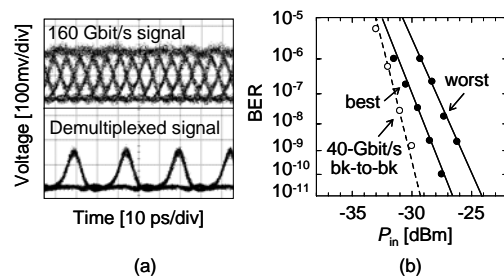 160 Gbit/s signal
Demultiplexed signal
Voltage [100mv/div]
Time [10 ps/div]
(a)
10-5
10-6
10-7
10-8
10-9
10-10
10-11
BER
best
worst
40-Gbit/s
bk-to-bk
-35 -30 -25
Pin [dBm]
(b)